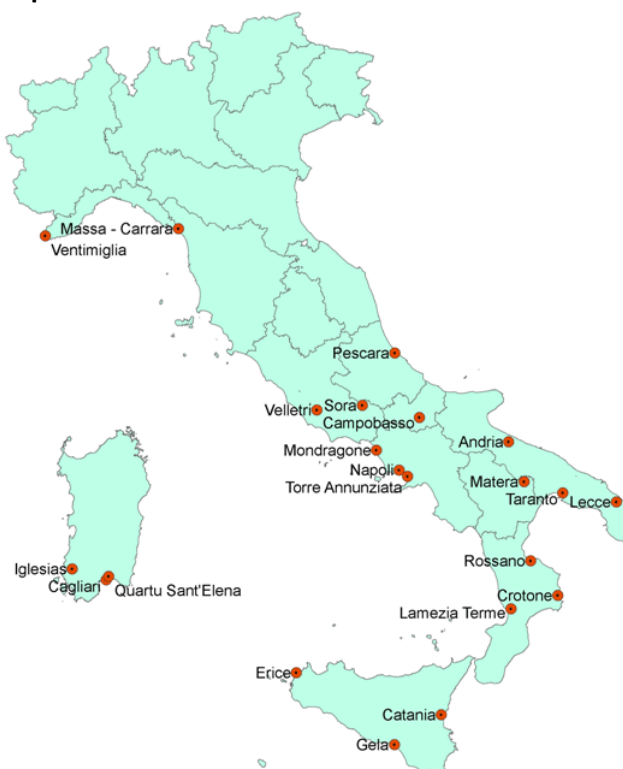 Massa - Carrara
Ventimiglia
Pescara
Velletri
Sora
Campobasso
Andria
Mondragone
Napoli
Matera
Torre Annunziata
Taranto
Lecce
Rossano
Iglesias
Cagliari
Quartu Sant'Elena
Crotone
Lamezia Terme
Erice
Catania
Gela